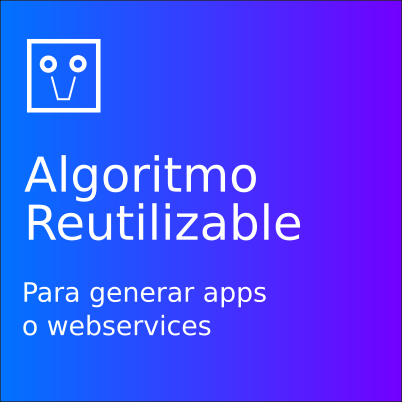 Algoritmo
Reutilizable
Para generar apps
o webservices